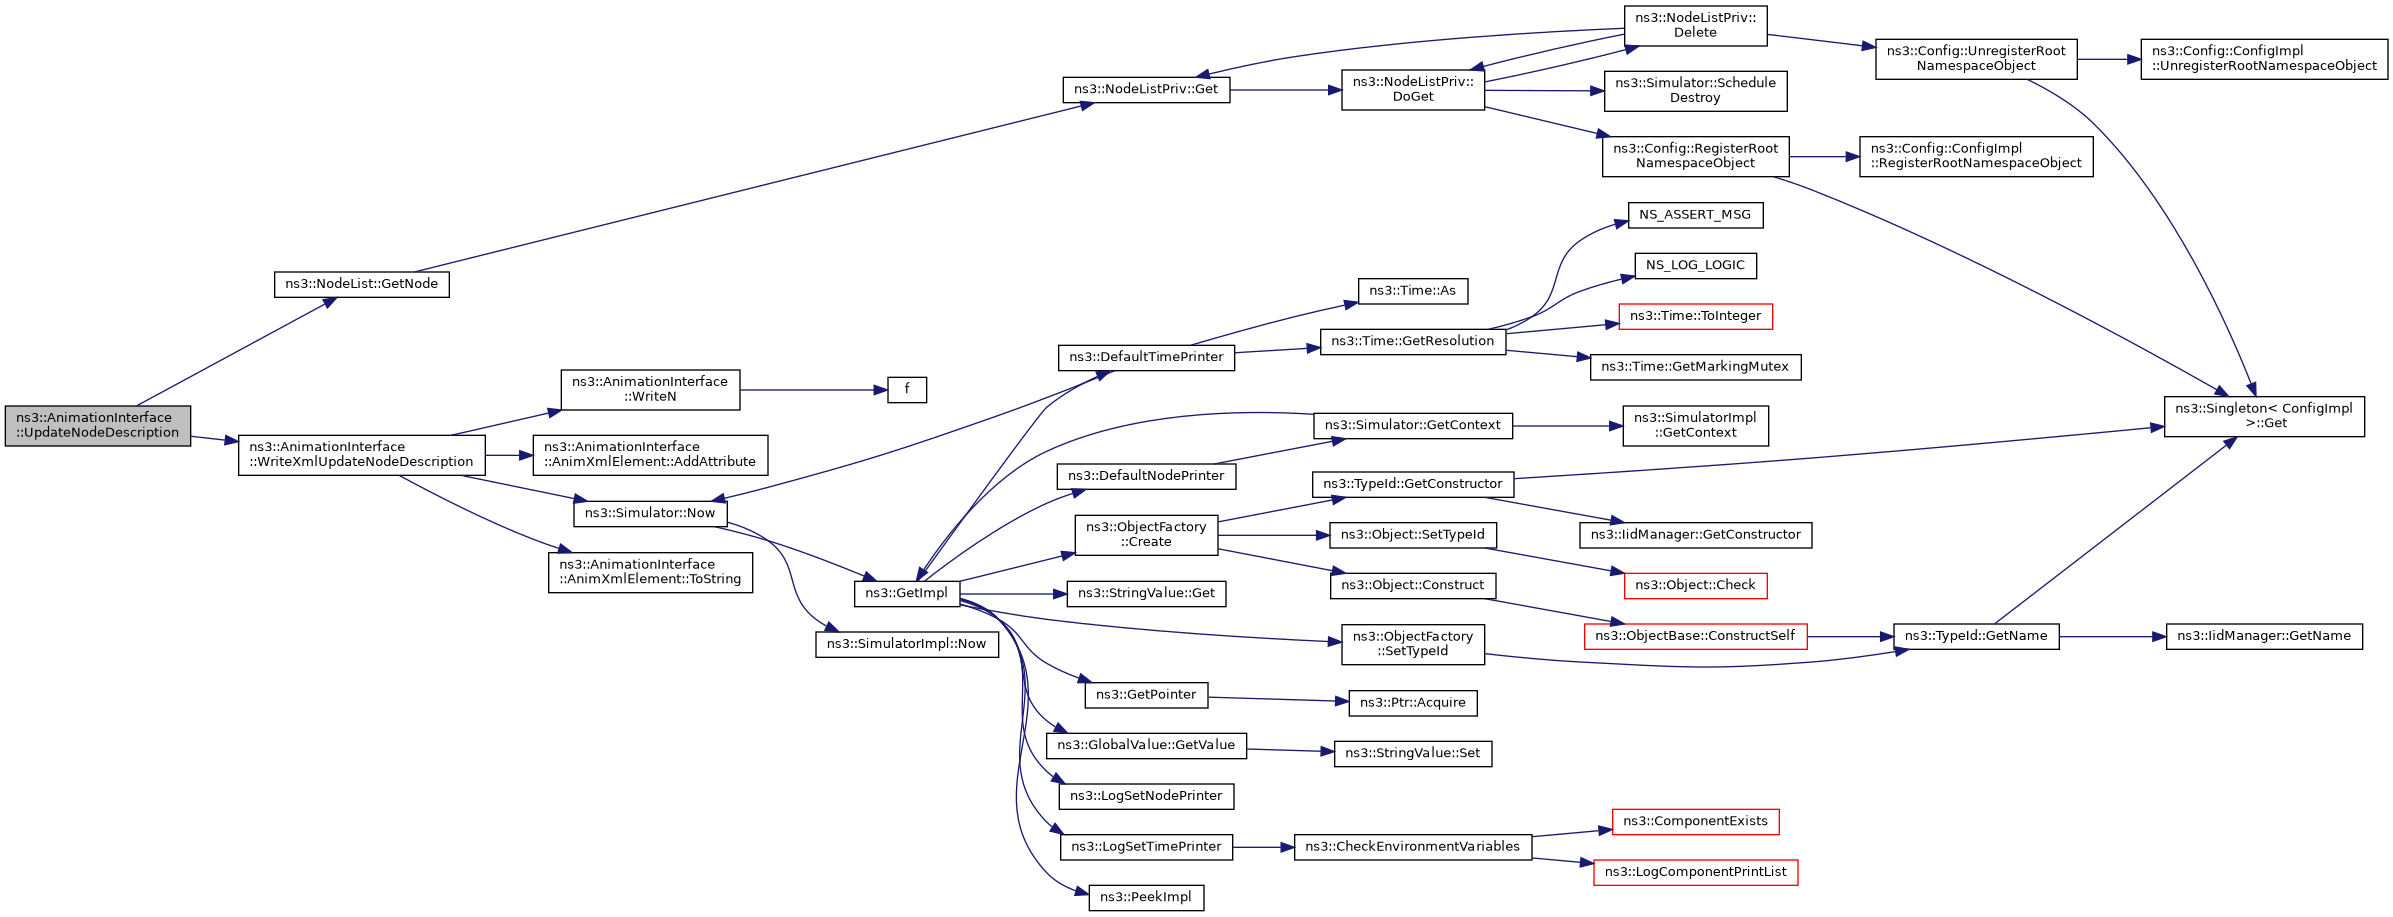 ns3::AnimationInterface
::UpdateNodeDescription
ns3::NodeList::GetNode
ns3::AnimationInterface
::WriteXmlUpdateNodeDescription
ns3::AnimationInterface
::WriteN
f
ns3::AnimationInterface
::AnimXmlElement::AddAttribute
ns3::Simulator::Now
ns3::AnimationInterface
::AnimXmlElement::ToString
ns3::GetImpl
ns3::SimulatorImpl::Now
ns3::NodeListPriv::Get
ns3::NodeListPriv::
DoGet
ns3::NodeListPriv::
Delete
ns3::Simulator::Schedule
Destroy
ns3::Config::RegisterRoot
NamespaceObject
ns3::Config::UnregisterRoot
NamespaceObject
ns3::Config::ConfigImpl
::UnregisterRootNamespaceObject
ns3::Config::ConfigImpl
::RegisterRootNamespaceObject
NS_ASSERT_MSG
NS_LOG_LOGIC
ns3::Time::As
ns3::Time::ToInteger
ns3::DefaultTimePrinter
ns3::Time::GetResolution
ns3::Time::GetMarkingMutex
ns3::Simulator::GetContext
ns3::SimulatorImpl
::GetContext
ns3::Singleton< ConfigImpl
>::Get
ns3::DefaultNodePrinter
ns3::TypeId::GetConstructor
ns3::ObjectFactory
::Create
ns3::Object::SetTypeId
ns3::IidManager::GetConstructor
ns3::Object::Construct
ns3::Object::Check
ns3::StringValue::Get
ns3::ObjectFactory
::SetTypeId
ns3::ObjectBase::ConstructSelf
ns3::TypeId::GetName
ns3::IidManager::GetName
ns3::GetPointer
ns3::Ptr::Acquire
ns3::GlobalValue::GetValue
ns3::StringValue::Set
ns3::LogSetNodePrinter
ns3::LogSetTimePrinter
ns3::CheckEnvironmentVariables
ns3::ComponentExists
ns3::LogComponentPrintList
ns3::PeekImpl